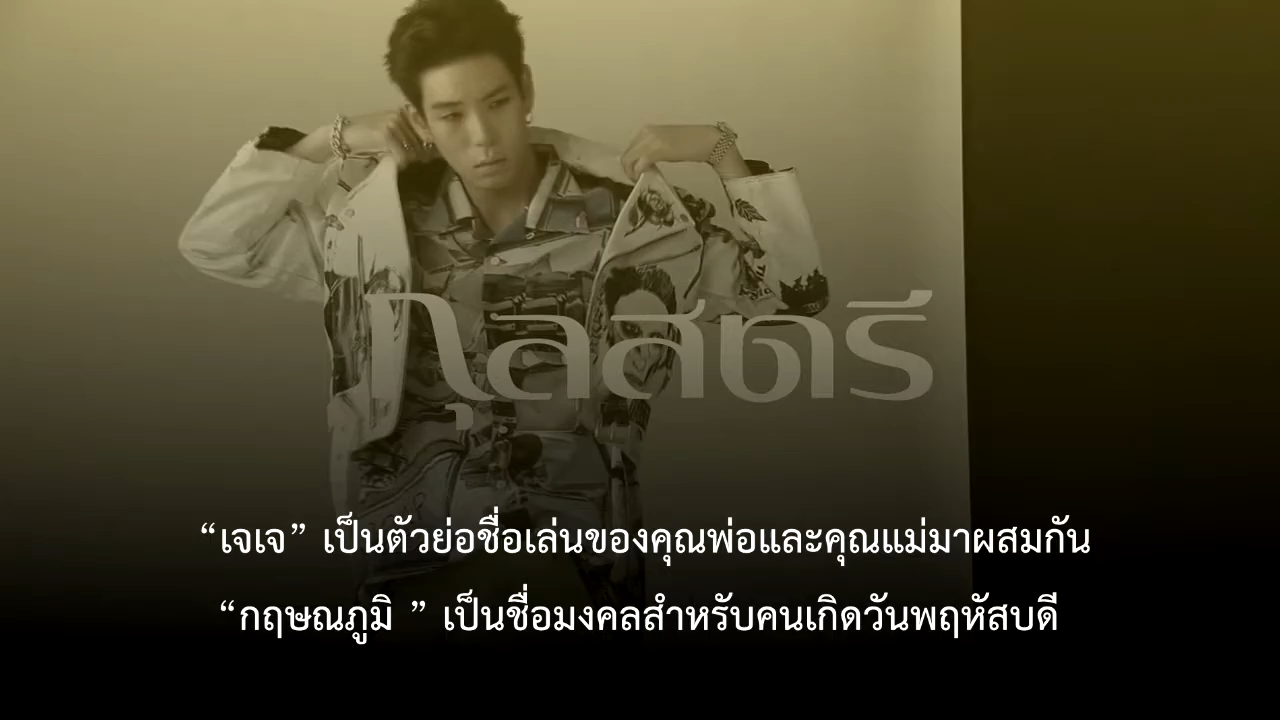 กุลสตรี
“เจเจ” เป็นตัวย่อชื่อเล่นของคุณพ่อและคุณแม่มาผสมกัน
“กฤษณภูมิ ” เป็นชื่อมงคลสำหรับคนเกิดวันพฤหัสบดี